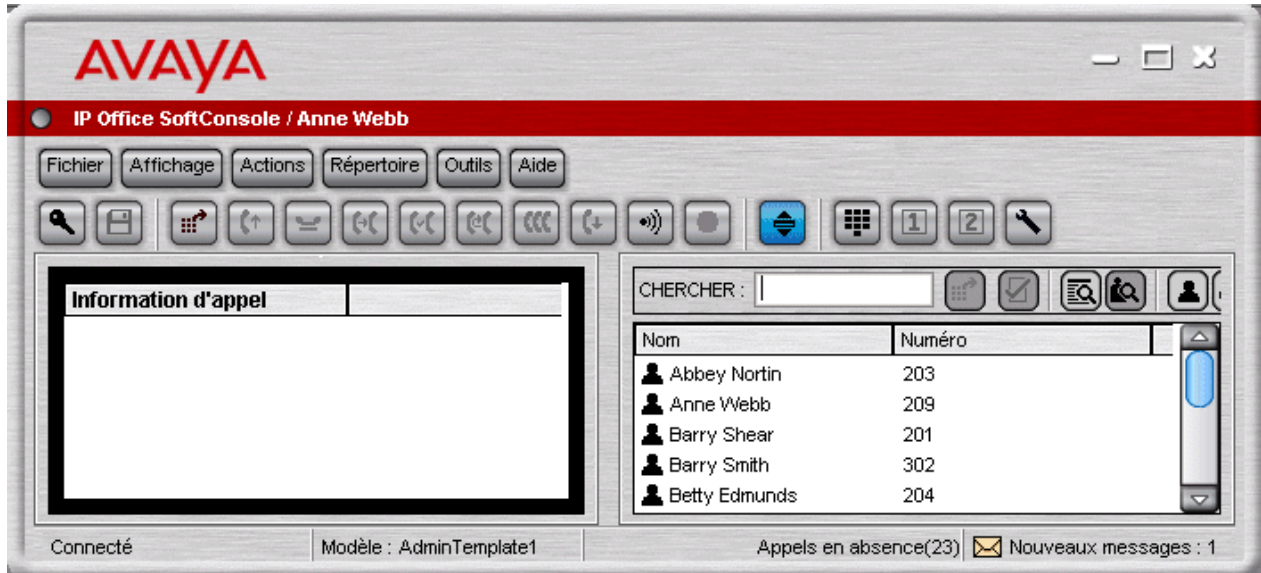 AVAYA
IP Office SoftConsole / Anne Webb
Fichier Affichage Actions Répertoire Outils Aide
1 2
Information d'appel
CHERCHER :
Nom Numéro
Abbey Nortin 203
Anne Webb 209
Barry Shear 201
Barry Smith 302
Betty Edmunds 204
Connecté Modèle : AdminTemplate1 Appels en absence(23) Nouveaux messages : 1